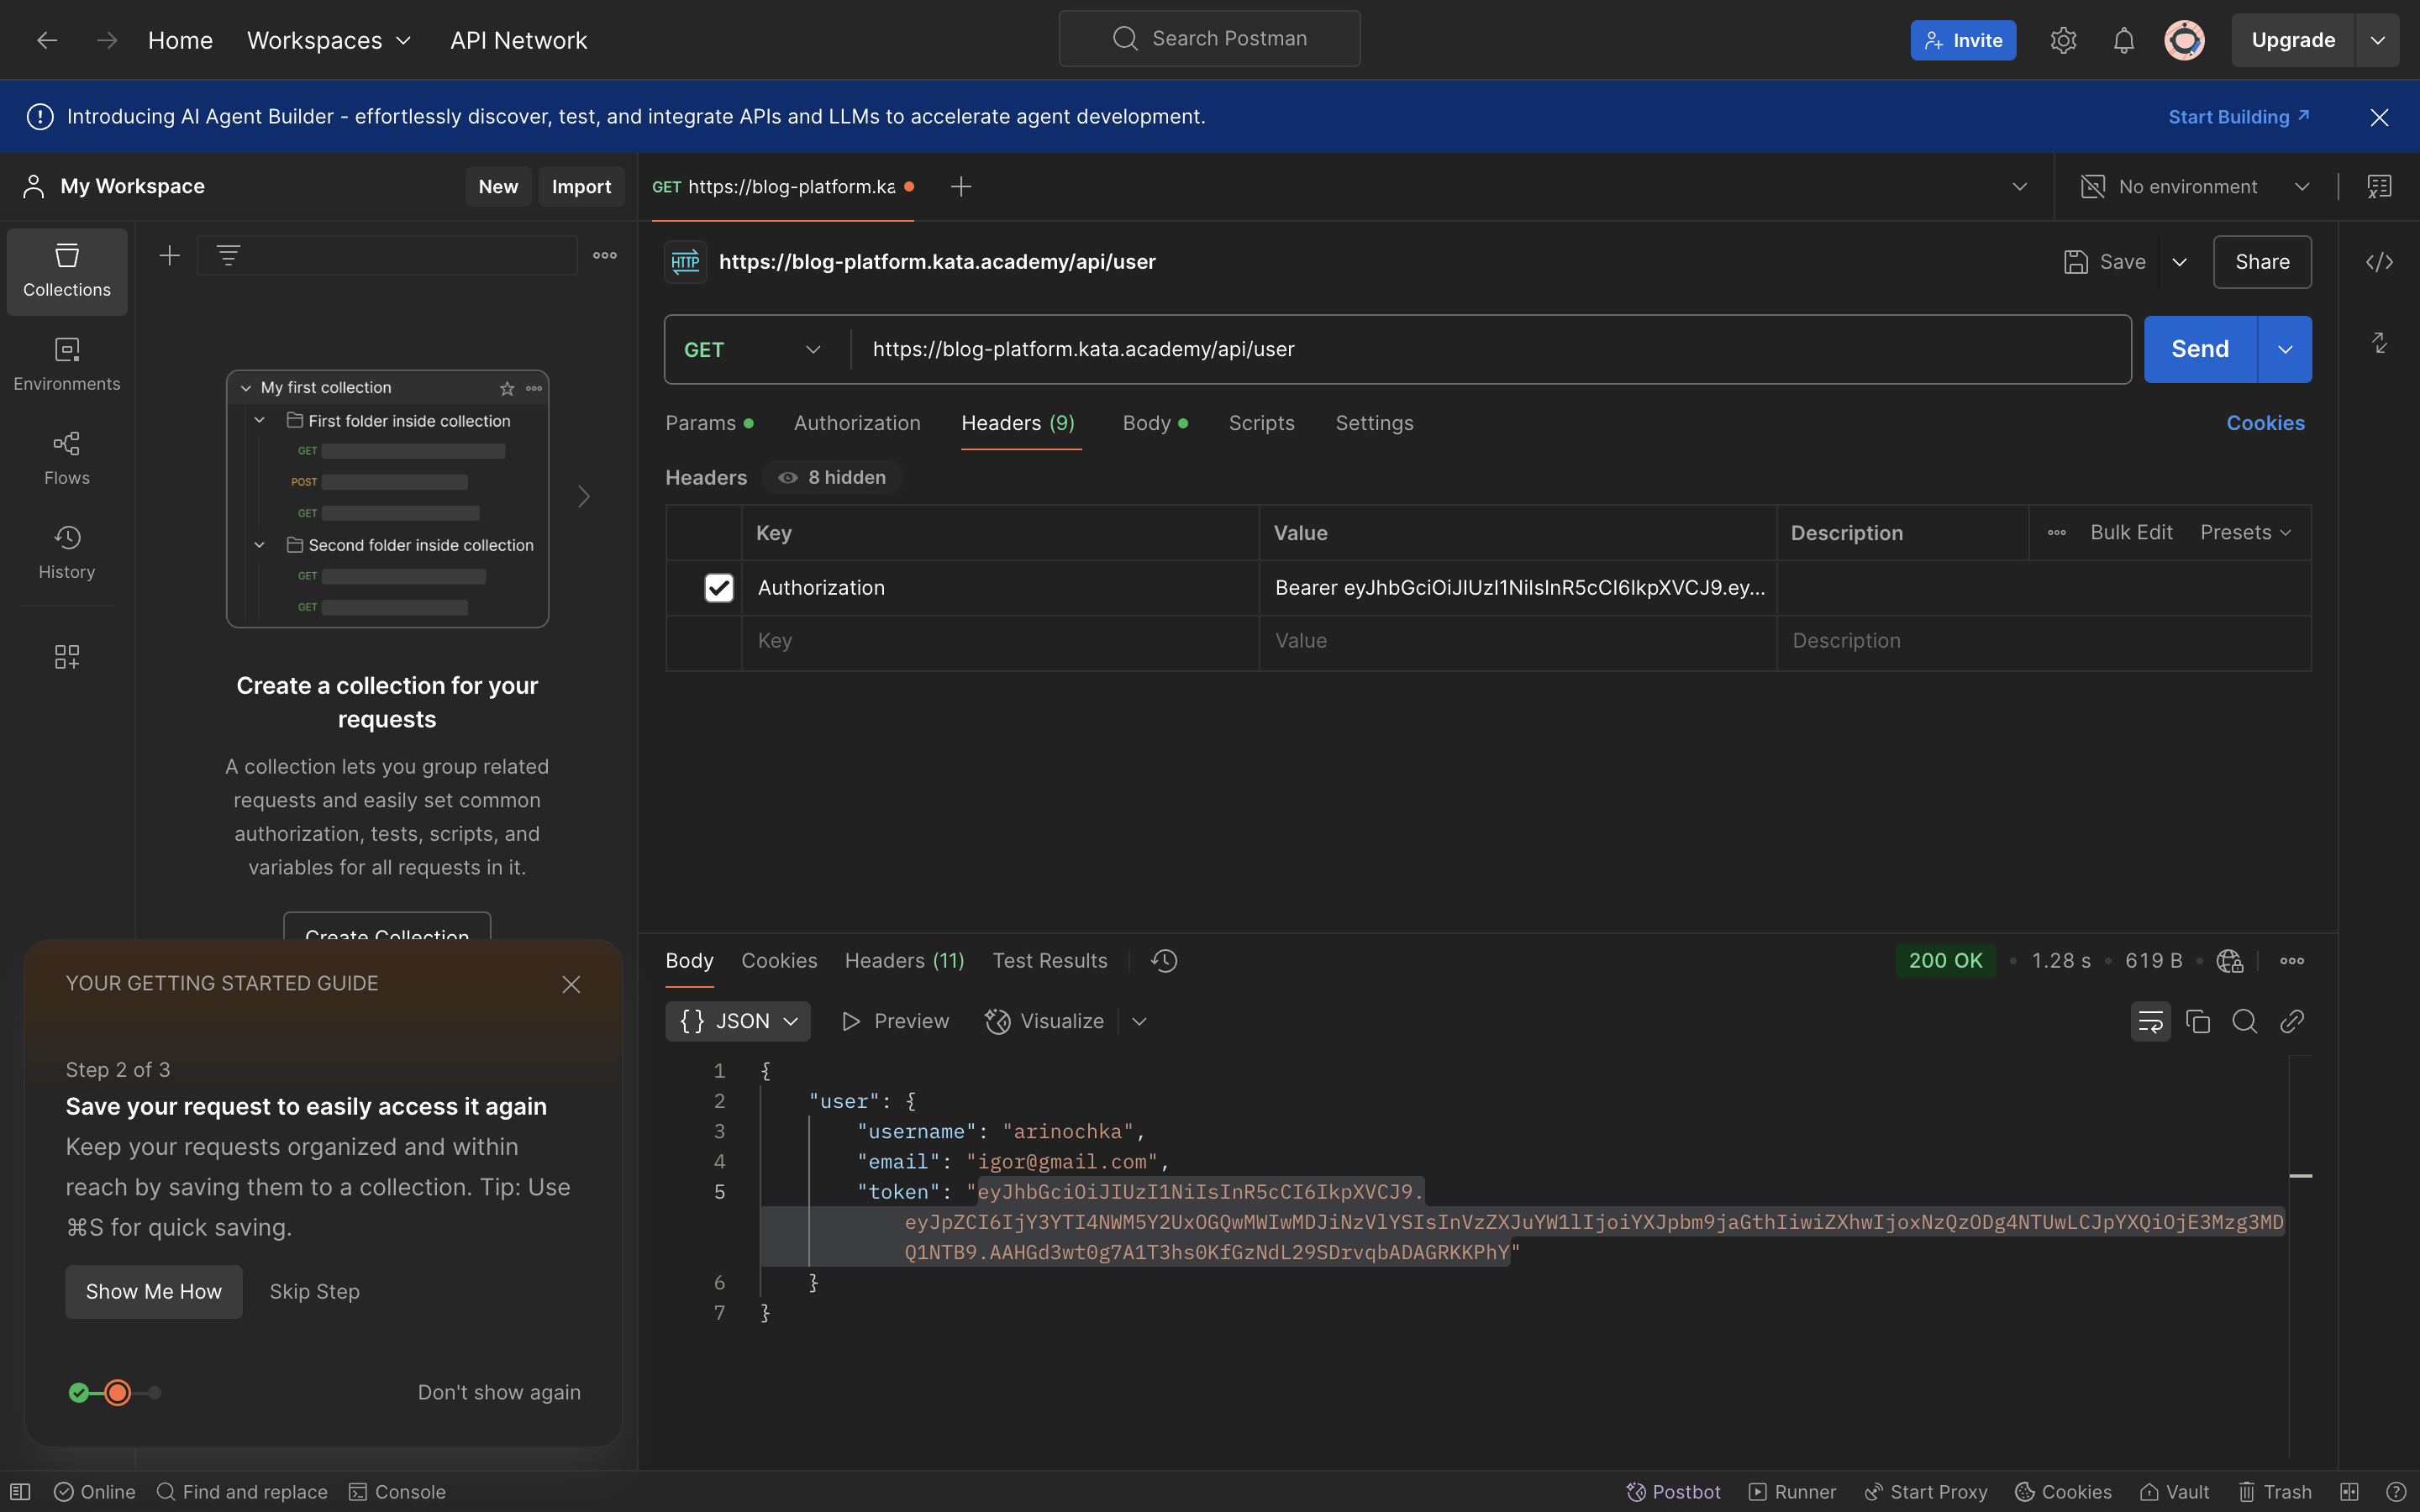 Home Workspaces API Network Search Postman Invite Upgrade
Introducing AI Agent Builder - effortlessly discover, test, and integrate APIs and LLMs to accelerate agent development. Start Building
My Workspace New Import GET https://blog-platform.ka No environment
Collections
Environments
Flows
History
My first collection
First folder inside collection
GET
POST
GET
Second folder inside collection
GET
GET
Create a collection for your
requests
A collection lets you group related
requests and easily set common
authorization, tests, scripts, and
variables for all requests in it.
Create Collection
YOUR GETTING STARTED GUIDE
Step 2 of 3
Save your request to easily access it again
Keep your requests organized and within
reach by saving them to a collection. Tip: Use
⌘S for quick saving.
Show Me How Skip Step
Don't show again
HTTP https://blog-platform.kata.academy/api/user Save Share
GET https://blog-platform.kata.academy/api/user Send
Params Authorization Headers (9) Body Scripts Settings Cookies
Headers 8 hidden
Key Value Description Bulk Edit Presets
Authorization Bearer eyJhbGciOiJIUzI1NiIsInR5cCI6IkpXVCJ9.ey...
Key Value Description
Body Cookies Headers (11) Test Results 200 OK 1.28 s 619 B
{} JSON Preview Visualize
1 {
2 "user": {
3 "username": "arinochka",
4 "email": "igor@gmail.com",
5 "token": "eyJhbGciOiJIUzI1NiIsInR5cCI6IkpXVCJ9.
eyJpZCI6IjY3YTI4NWM5Y2UxOGQwMWIwMDJiNzVlYSIsInVzZXJuYW1lIjoiYXJpbm9jaGthIiwiZXhwIjoxNzQzODg4NTUwLCJpYXQiOjE3Mzg3MD
Q1NTB9.AAHGd3wt0g7A1T3hs0KfGzNdL29SDrvqbADAGRKKPhY"
6 }
7 }
Online Find and replace Console Postbot Runner Start Proxy Cookies Vault Trash